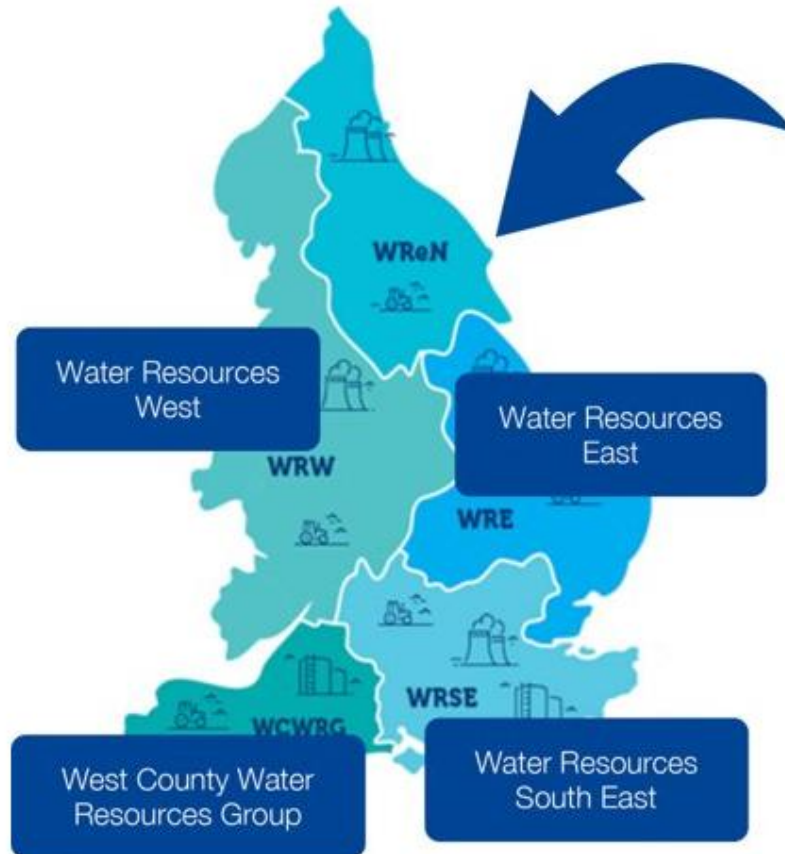 WReN
Water Resources
West
Water Resources
East
WRW
WRE
WRSE
WCWRG
West County Water
Resources Group
Water Resources
South East